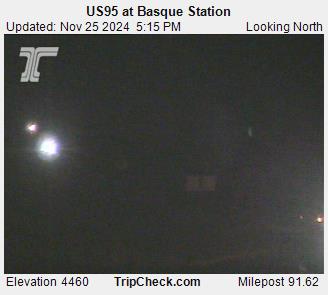 US95 at Basque Station
Updated: Nov 25 2024 5:15 PM Looking North
Elevation 4460 TripCheck.com Milepost 91.62